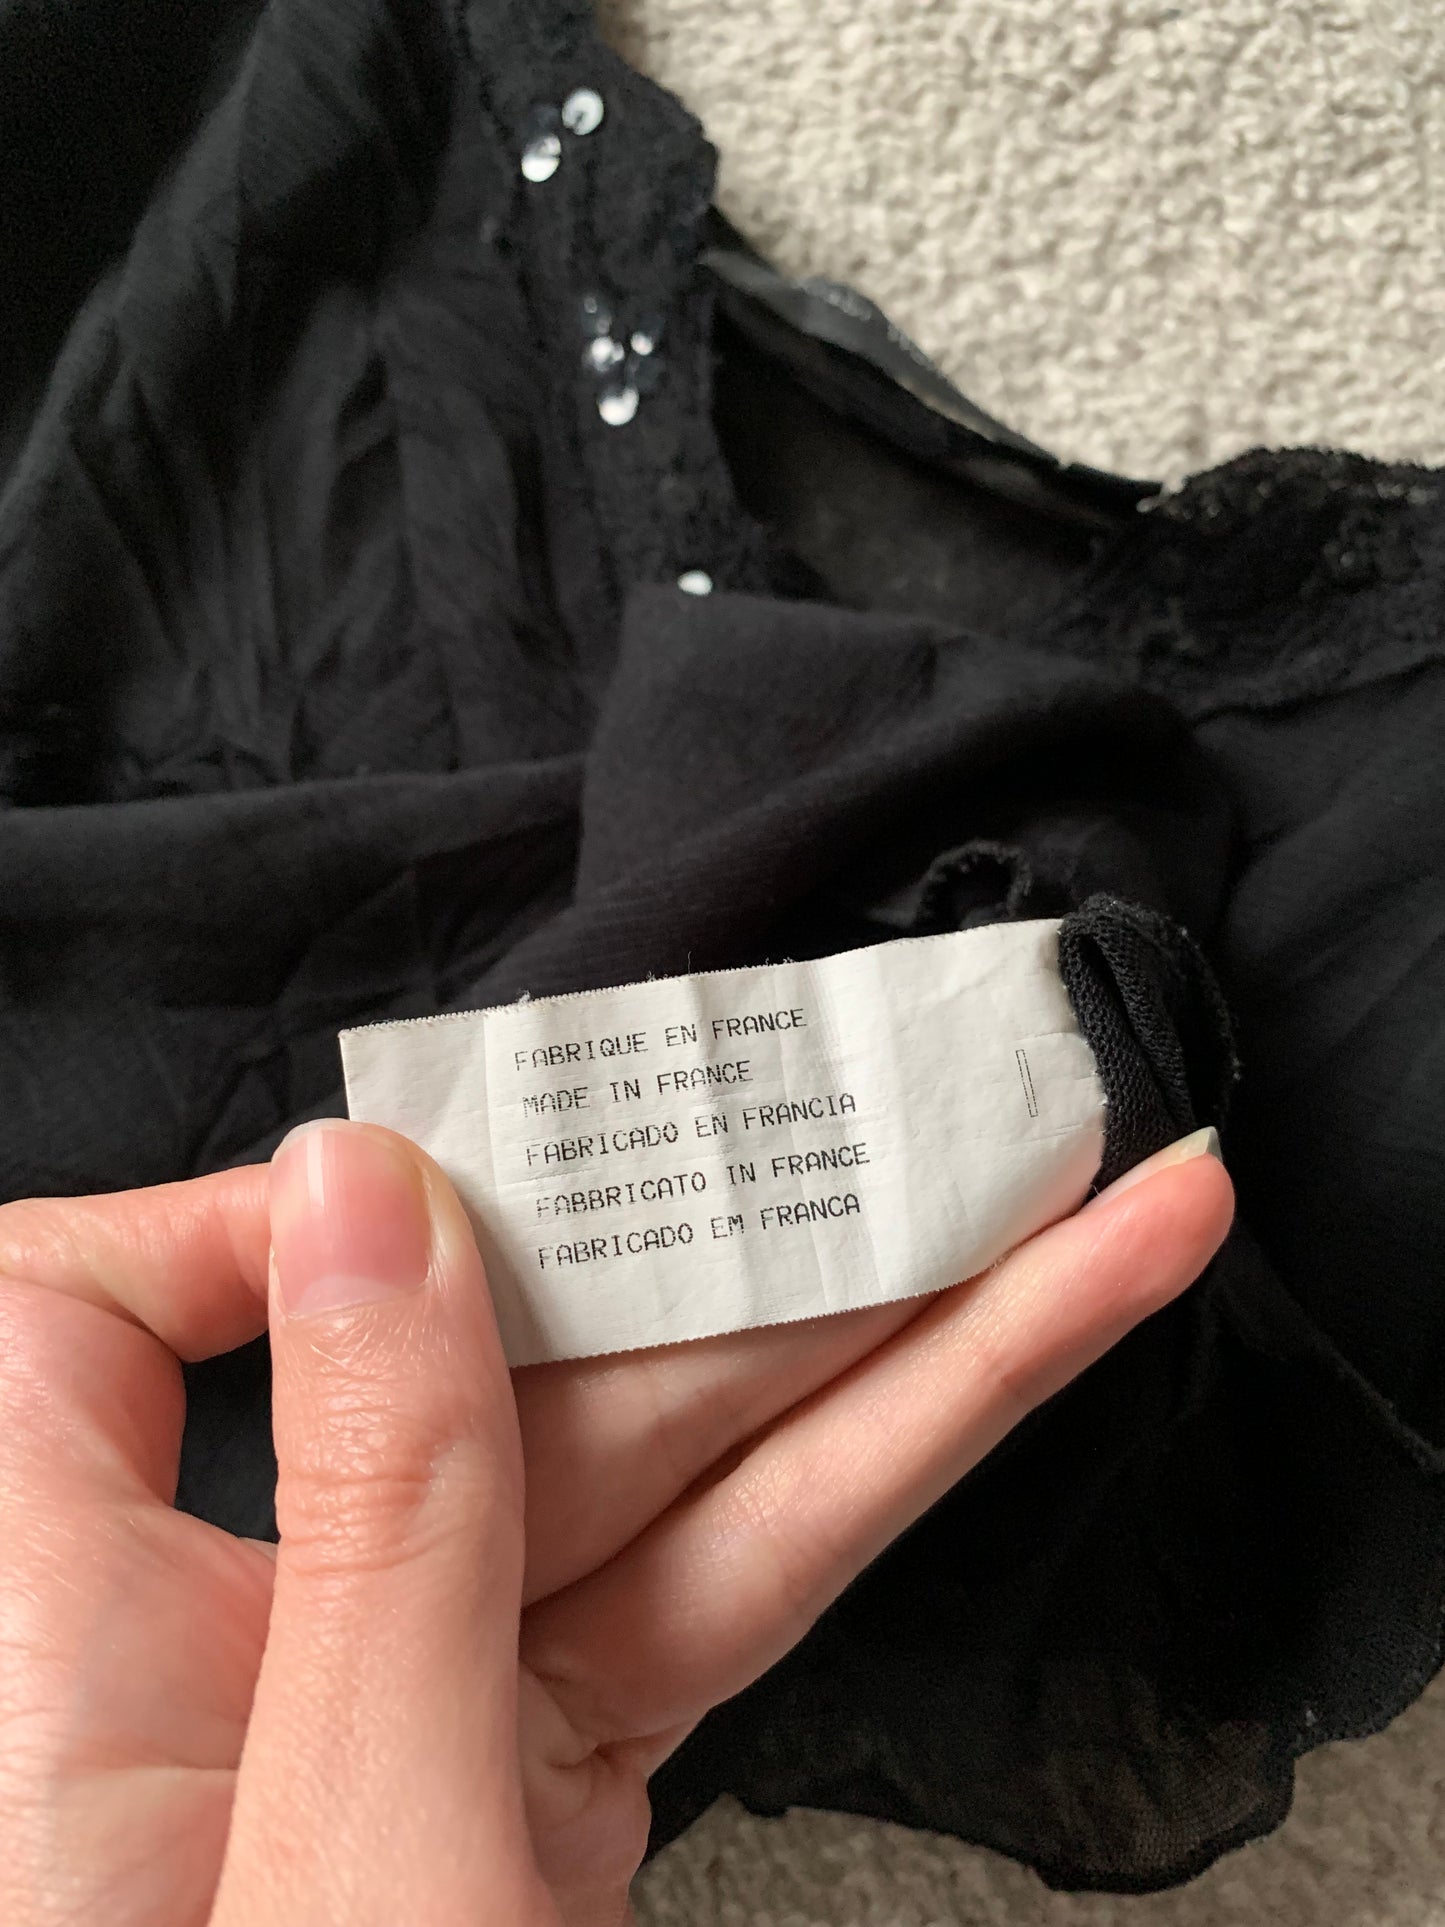 FABRIQUE EN FRANCE
MADE IN FRANCE
FABRICADO EN FRANCIA
FABBRICATO IN FRANCE
FABRICADO EM FRANCA